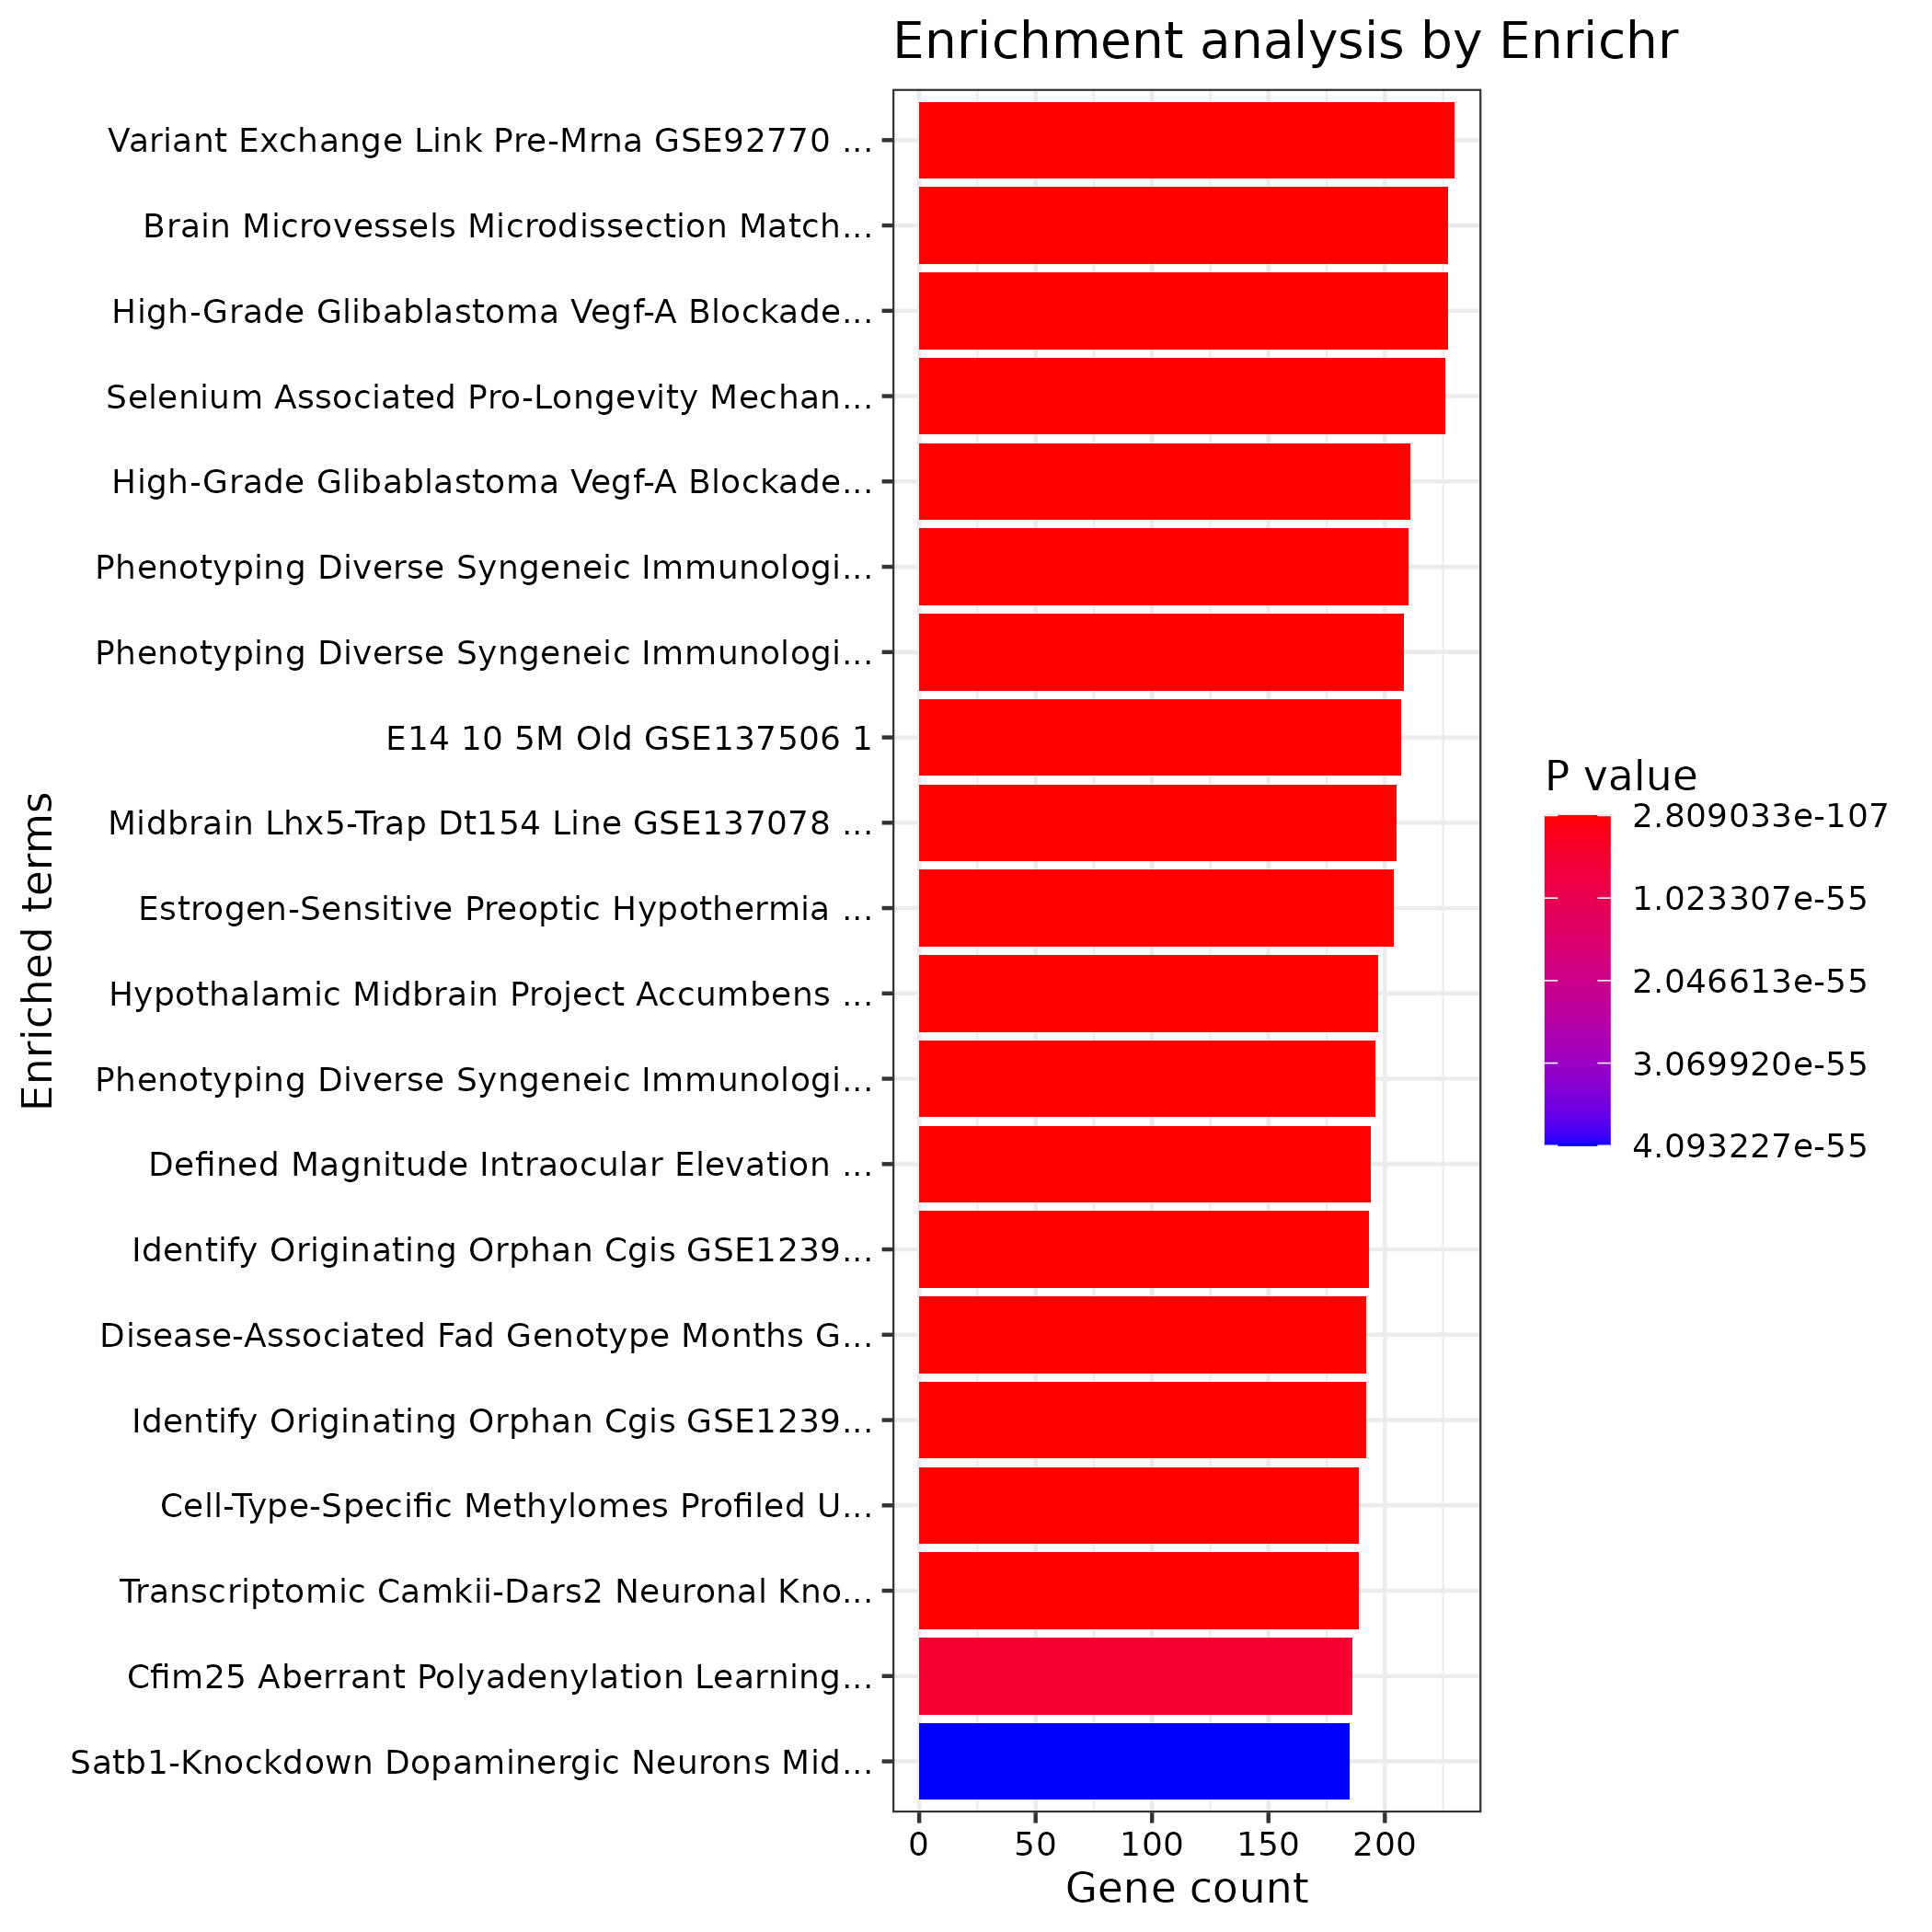 Enrichment analysis by Enrichr
Enriched terms
Variant Exchange Link Pre-Mrna GSE92770 ...
Brain Microvessels Microdissection Match...
High-Grade Glibablastoma Vegf-A Blockade...
Selenium Associated Pro-Longevity Mechan...
High-Grade Glibablastoma Vegf-A Blockade...
Phenotyping Diverse Syngeneic Immunologi...
Phenotyping Diverse Syngeneic Immunologi...
E14 10 5M Old GSE137506 1
Midbrain Lhx5-Trap Dt154 Line GSE137078 ...
Estrogen-Sensitive Preoptic Hypothermia ...
Hypothalamic Midbrain Project Accumbens ...
Phenotyping Diverse Syngeneic Immunologi...
Defined Magnitude Intraocular Elevation ...
Identify Originating Orphan Cgis GSE1239...
Disease-Associated Fad Genotype Months G...
Identify Originating Orphan Cgis GSE1239...
Cell-Type-Specific Methylomes Profiled U...
Transcriptomic Camkii-Dars2 Neuronal Kno...
Cfim25 Aberrant Polyadenylation Learning...
Satb1-Knockdown Dopaminergic Neurons Mid...
0 50 100 150 200
Gene count
P value
2.809033e-107
1.023307e-55
2.046613e-55
3.069920e-55
4.093227e-55